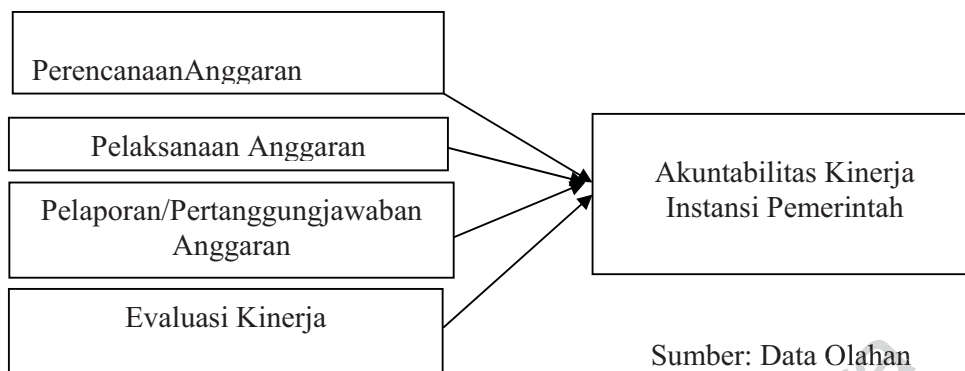 PerencanaanAnggaran
Pelaksanaan Anggaran
Pelaporan/Pertanggungjawaban
Anggaran
Evaluasi Kinerja
Akuntabilitas Kinerja
Instansi Pemerintah
Sumber: Data Olahan